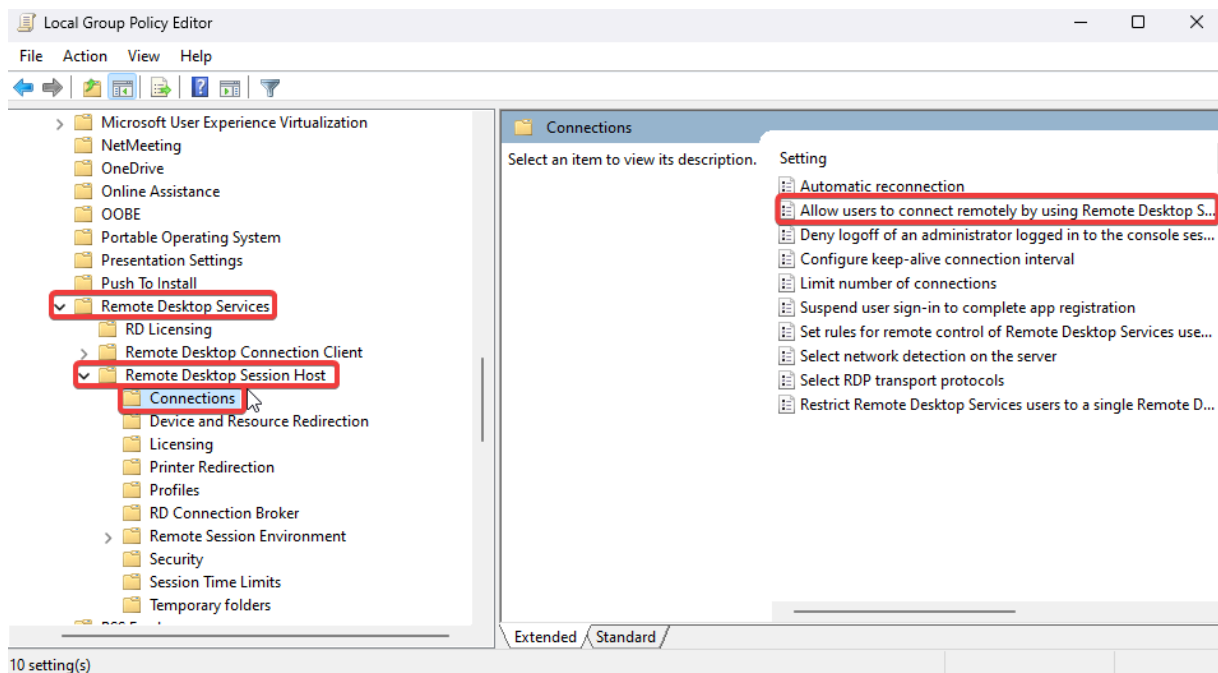 Local Group Policy Editor
File Action View Help
Microsoft User Experience Virtualization
NetMeeting
OneDrive
Online Assistance
OOBE
Portable Operating System
Presentation Settings
Push To Install
Remote Desktop Services
RD Licensing
Remote Desktop Connection Client
Remote Desktop Session Host
Connections
Device and Resource Redirection
Licensing
Printer Redirection
Profiles
RD Connection Broker
Remote Session Environment
Security
Session Time Limits
Temporary folders
Connections
Select an item to view its description.
Setting
Automatic reconnection
Allow users to connect remotely by using Remote Desktop S...
Deny logoff of an administrator logged in to the console ses...
Configure keep-alive connection interval
Limit number of connections
Suspend user sign-in to complete app registration
Set rules for remote control of Remote Desktop Services use...
Select network detection on the server
Select RDP transport protocols
Restrict Remote Desktop Services users to a single Remote D...
Extended Standard
10 setting(s)